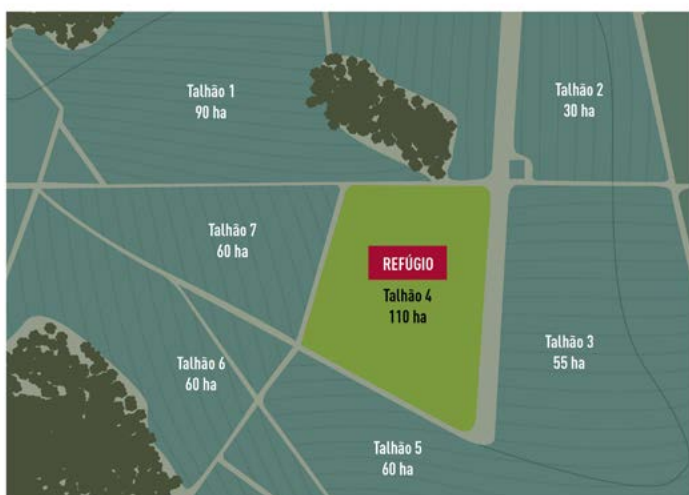 Talhão 1
90 ha
Talhão 2
30 ha
Talhão 7
60 ha
REFÚGIO
Talhão 4
110 ha
Talhão 3
55 ha
Talhão 6
60 ha
Talhão 5
60 ha